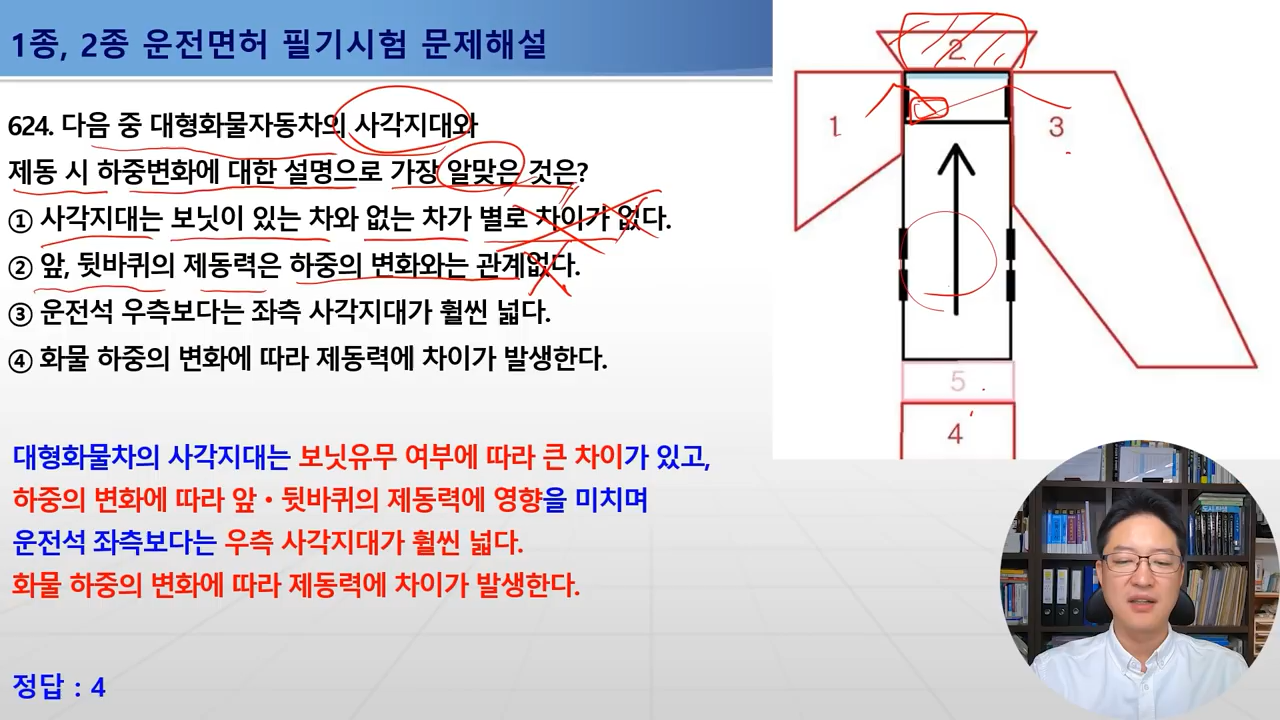 1종, 2종 운전면허 필기시험 문제해설
624. 다음 중 대형화물자동차의 사각지대와
제동 시 하중변화에 대한 설명으로 가장 알맞은 것은?
① 사각지대는 보닛이 있는 차와 없는 차가 별로 차이가 없다.
② 앞, 뒷바퀴의 제동력은 하중의 변화와는 관계없다.
③ 운전석 우측보다는 좌측 사각지대가 훨씬 넓다.
④ 화물 하중의 변화에 따라 제동력에 차이가 발생한다.
대형화물차의 사각지대는 보닛유무 여부에 따라 큰 차이가 있고,
하중의 변화에 따라 앞・뒷바퀴의 제동력에 영향을 미치며
운전석 좌측보다는 우측 사각지대가 훨씬 넓다.
화물 하중의 변화에 따라 제동력에 차이가 발생한다.
정답 : 4
2
1
3
5
4